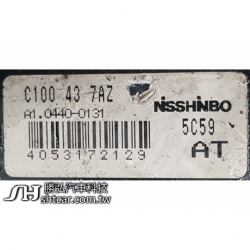 C100-43 7AZ
NISSHINBO
A1.0440-0131
5C59
4053172129
AT
JSH 勝弘汽車科技
shtcar.com.tw